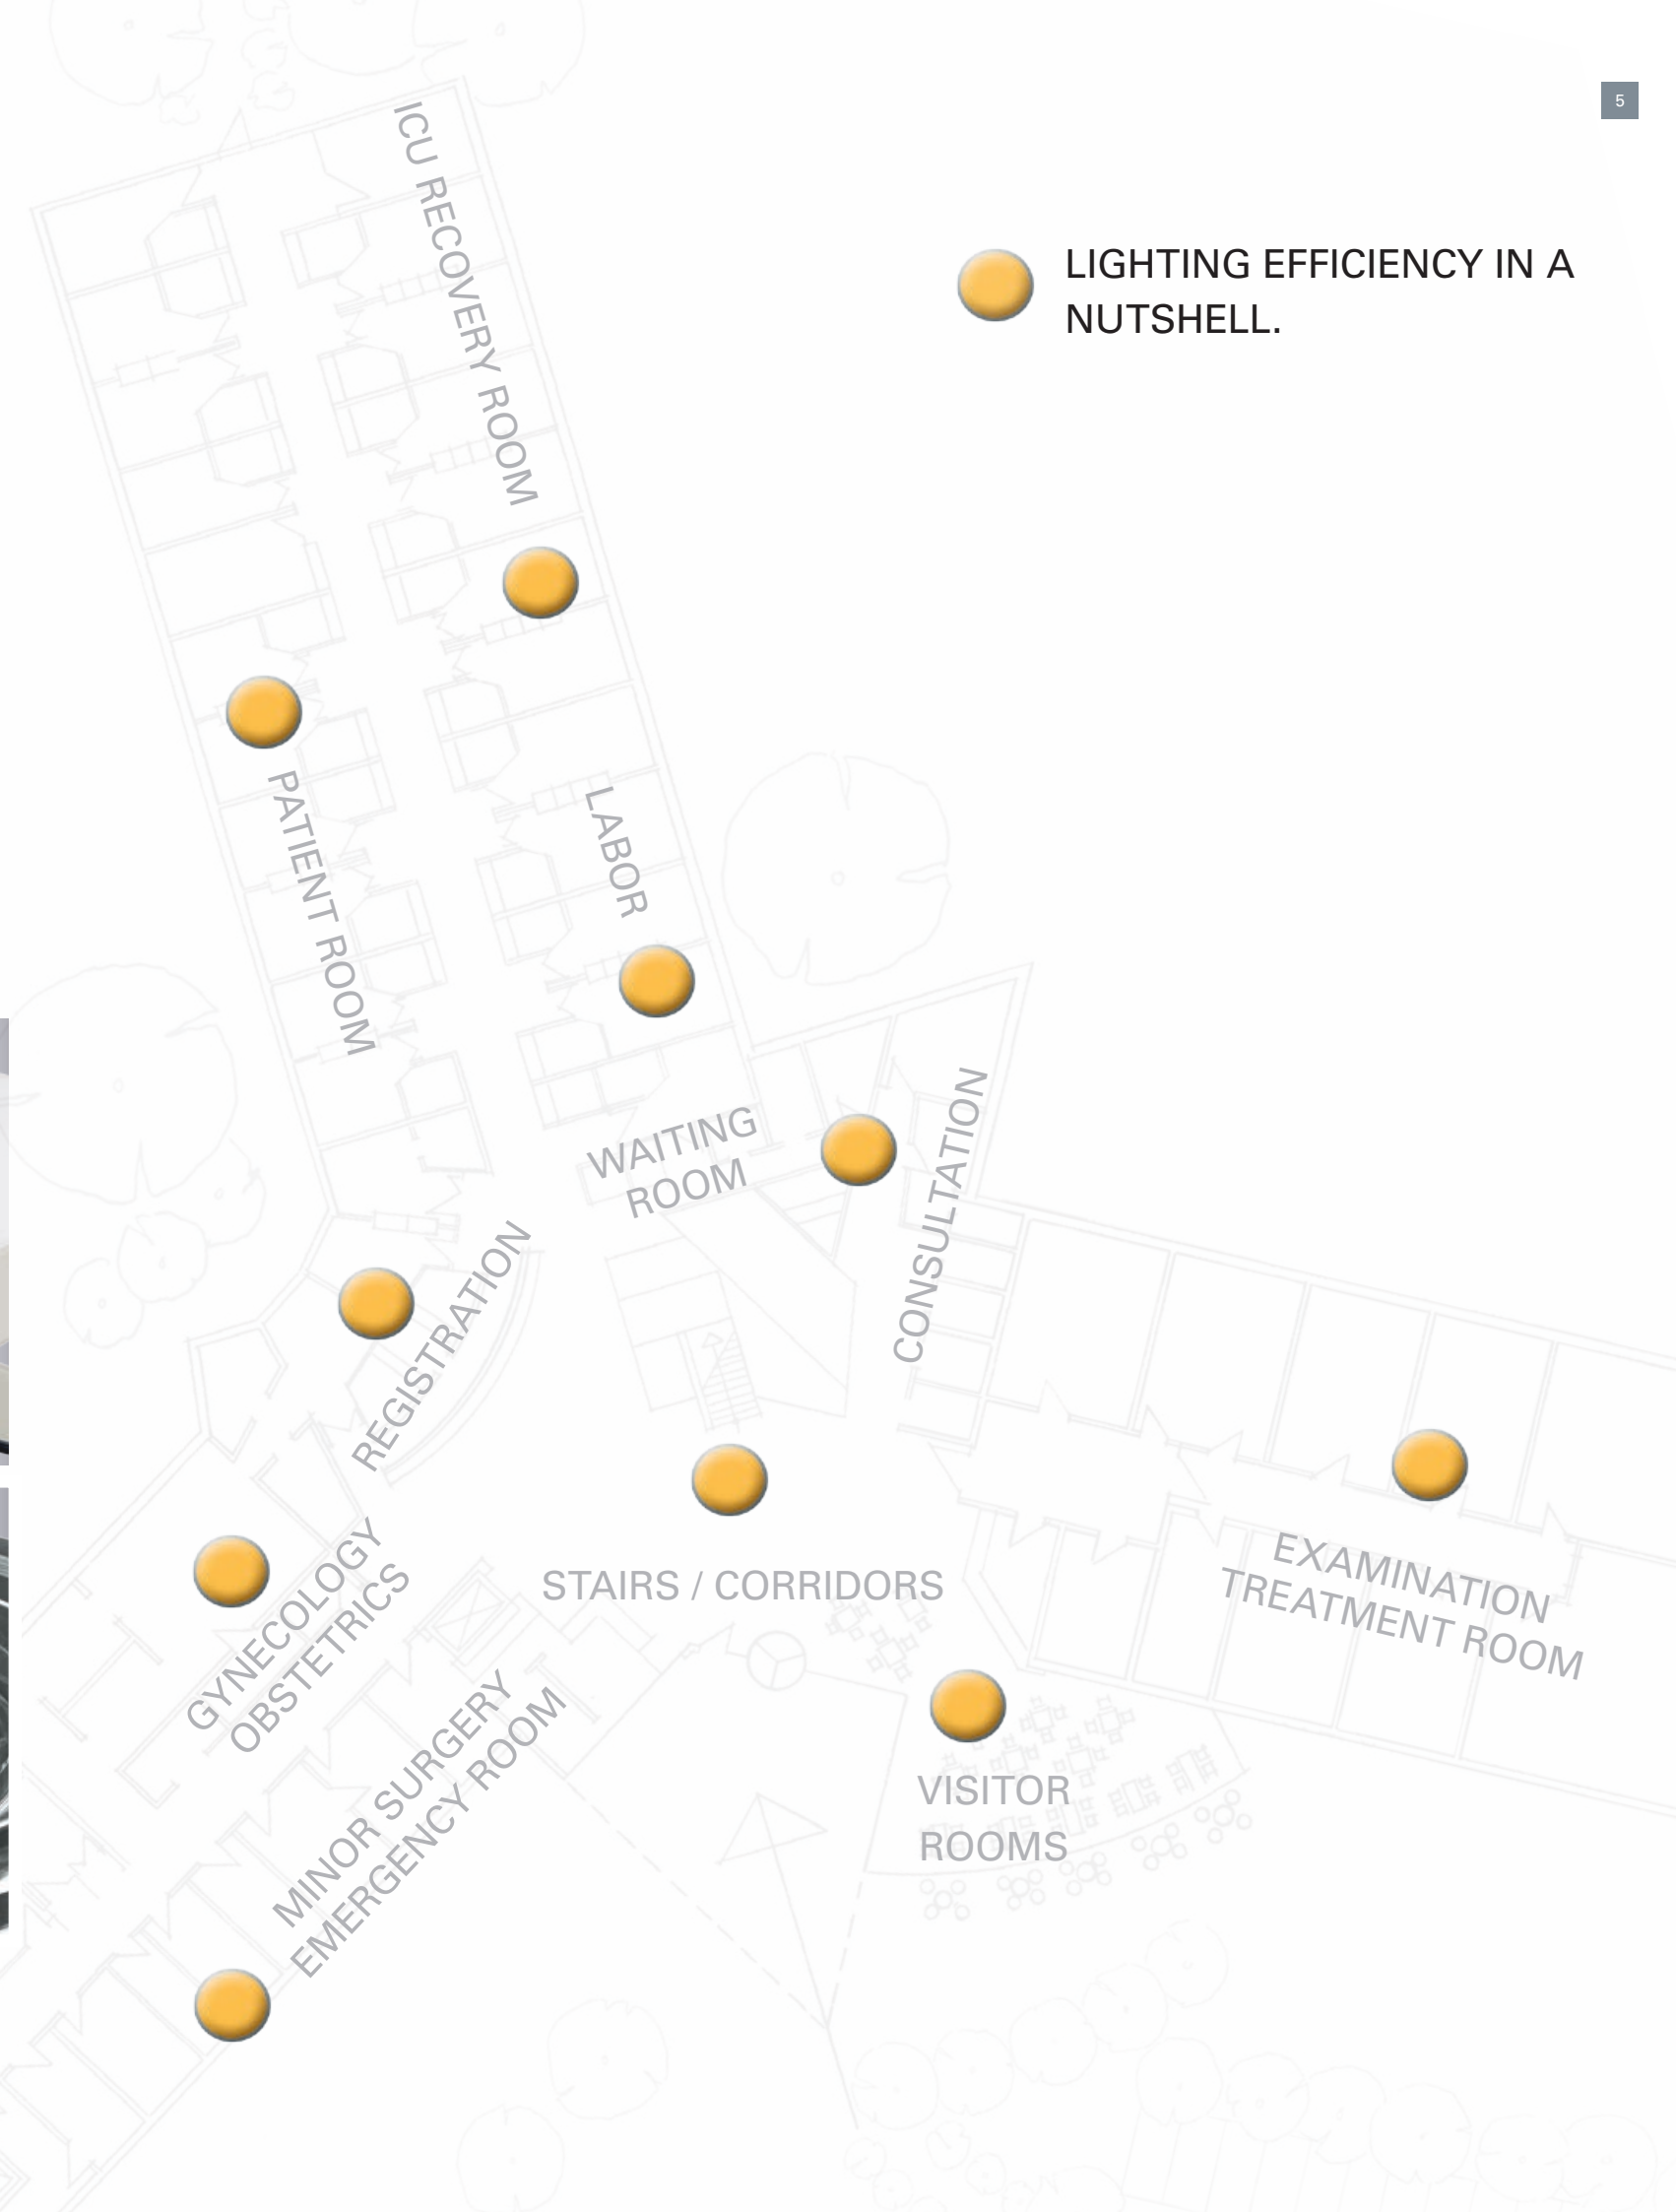 5
LIGHTING EFFICIENCY IN A
NUTSHELL.
ICU RECOVERY ROOM
PATIENT ROOM
LABOR
WAITING
ROOM
CONSULTATION
REGISTRATION
GYNECOLOGY
OBSTETRICS
STAIRS / CORRIDORS
EXAMINATION
TREATMENT ROOM
MINOR SURGERY
EMERGENCY ROOM
VISITOR
ROOMS